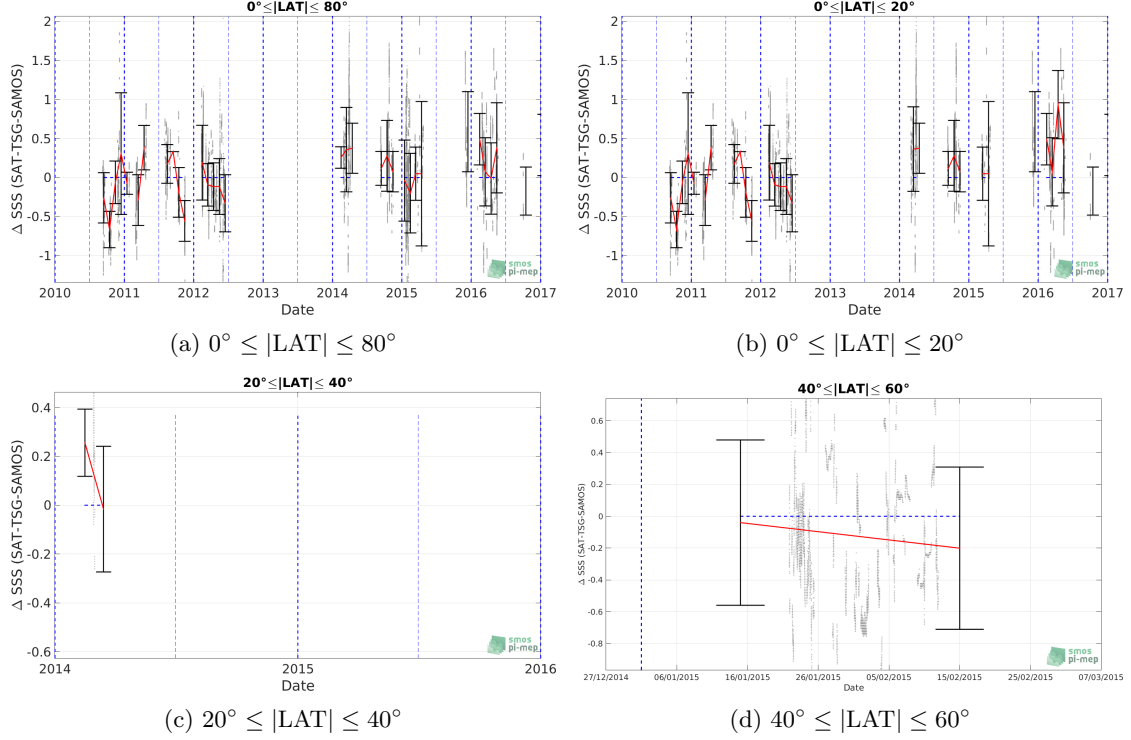 0°≤|LAT|≤ 80°
Δ SSS (SAT-TSG-SAMOS)
2
1.5
1
0.5
0
-0.5
-1
2010 2011 2012 2013 2014 2015 2016 2017
Date
smos
pi-mep
(a) 0° ≤ |LAT| ≤ 80°
0°≤|LAT|≤ 20°
Δ SSS (SAT-TSG-SAMOS)
2
1.5
1
0.5
0
-0.5
-1
2010 2011 2012 2013 2014 2015 2016 2017
Date
smos
pi-mep
(b) 0° ≤ |LAT| ≤ 20°
20°≤|LAT|≤ 40°
Δ SSS (SAT-TSG-SAMOS)
0.4
0.2
0
-0.2
-0.4
-0.6
2014 2015 2016
Date
smos
pi-mep
(c) 20° ≤ |LAT| ≤ 40°
40°≤|LAT|≤ 60°
Δ SSS (SAT-TSG-SAMOS)
0.6
0.4
0.2
0
-0.2
-0.4
-0.6
-0.8
27/12/2014 06/01/2015 16/01/2015 26/01/2015 05/02/2015 15/02/2015 25/02/2015 07/03/2015
Date
smos
pi-mep
(d) 40° ≤ |LAT| ≤ 60°